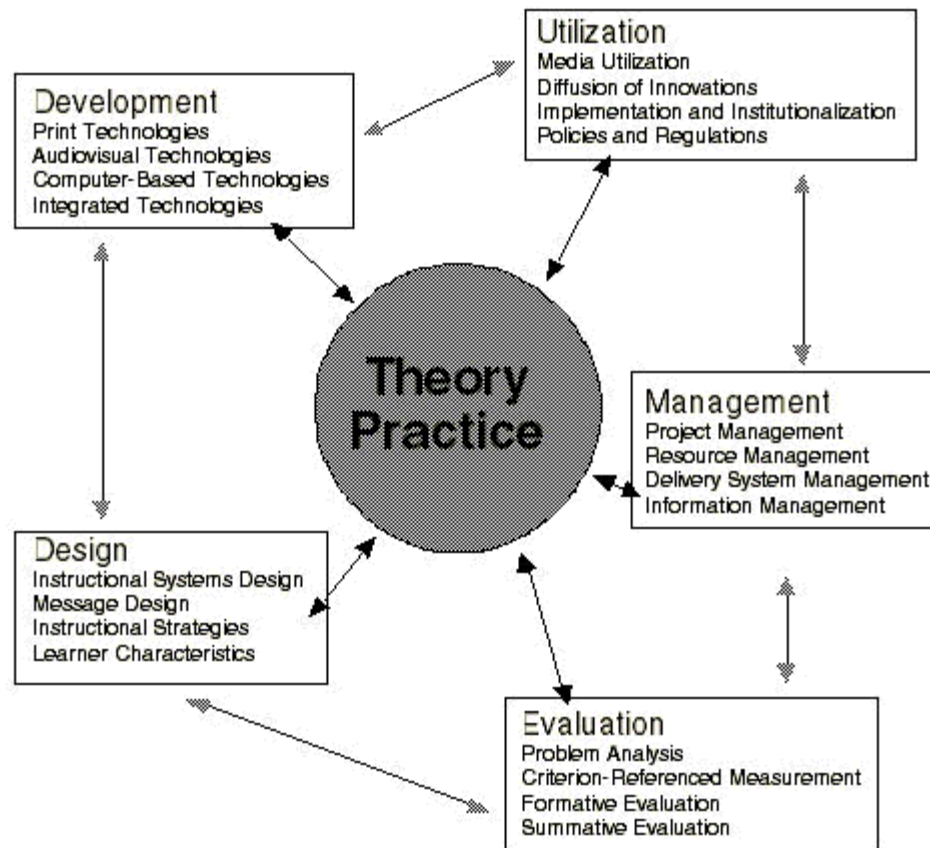 Utilization
Media Utilization
Diffusion of Innovations
Implementation and Institutionalization
Policies and Regulations
Development
Print Technologies
Audiovisual Technologies
Computer-Based Technologies
Integrated Technologies
Theory
Practice
Management
Project Management
Resource Management
Delivery System Management
Information Management
Design
Instructional Systems Design
Message Design
Instructional Strategies
Learner Characteristics
Evaluation
Problem Analysis
Criterion-Referenced Measurement
Formative Evaluation
Summative Evaluation